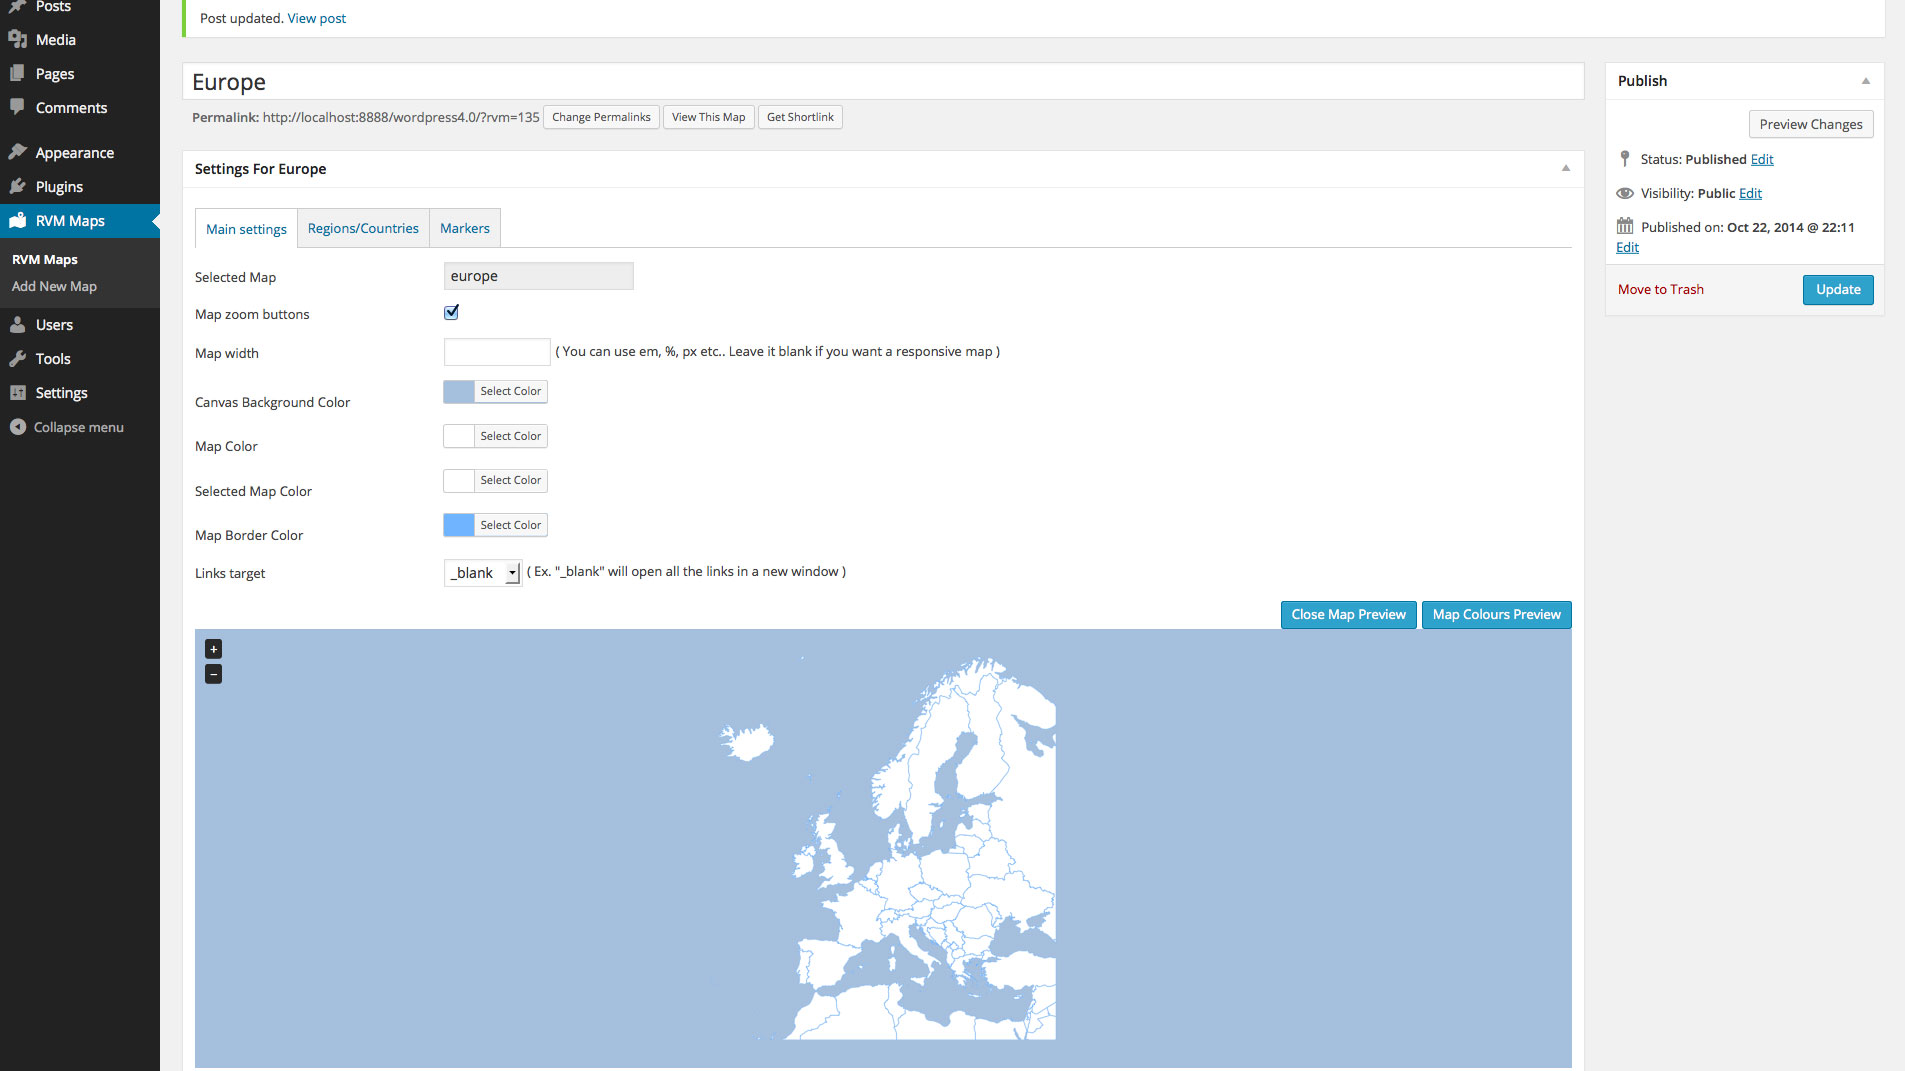 Posts
Media
Pages
Comments
Appearance
Plugins
RVM Maps
RVM Maps
Add New Map
Users
Tools
Settings
Collapse menu
Post updated. View post
Europe
Permalink: http://localhost:8888/wordpress4.0/?rvm=135 Change Permalinks View This Map Get Shortlink
Settings For Europe
Main settings Regions/Countries Markers
Selected Map europe
Map zoom buttons
Map width ( You can use em, %, px etc.. Leave it blank if you want a responsive map )
Canvas Background Color Select Color
Map Color Select Color
Selected Map Color Select Color
Map Border Color Select Color
Links target _blank ( Ex. "_blank" will open all the links in a new window )
Close Map Preview Map Colours Preview
+
−
Publish
Preview Changes
Status: Published Edit
Visibility: Public Edit
Published on: Oct 22, 2014 @ 22:11
Edit
Move to Trash Update